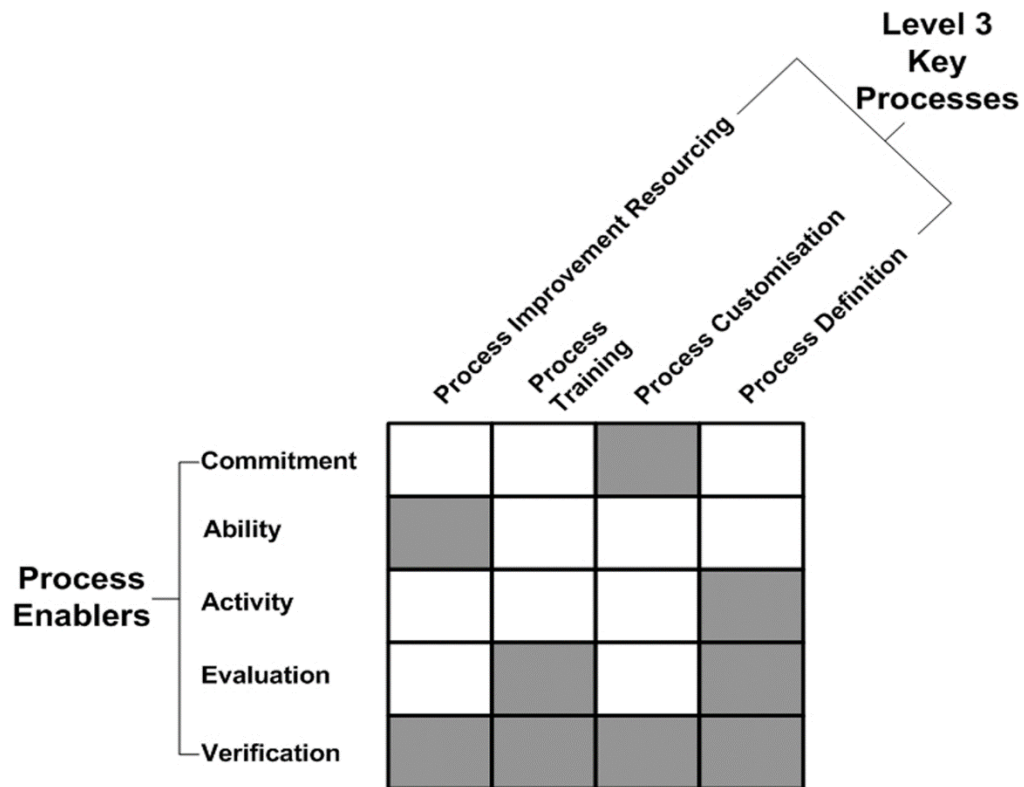 Level 3
Key
Processes
Process Improvement Resourcing
Process
Training
Process Customisation
Process Definition
Process
Enablers
Commitment
Ability
Activity
Evaluation
Verification